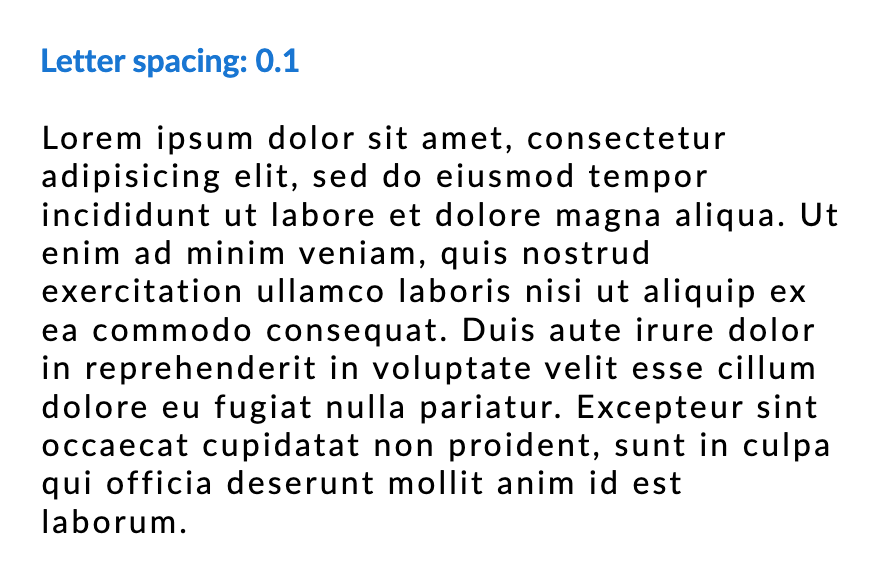 Letter spacing: 0.1
Lorem ipsum dolor sit amet, consectetur
adipisicing elit, sed do eiusmod tempor
incididunt ut labore et dolore magna aliqua. Ut
enim ad minim veniam, quis nostrud
exercitation ullamco laboris nisi ut aliquip ex
ea commodo consequat. Duis aute irure dolor
in reprehenderit in voluptate velit esse cillum
dolore eu fugiat nulla pariatur. Excepteur sint
occaecat cupidatat non proident, sunt in culpa
qui officia deserunt mollit anim id est
laborum.